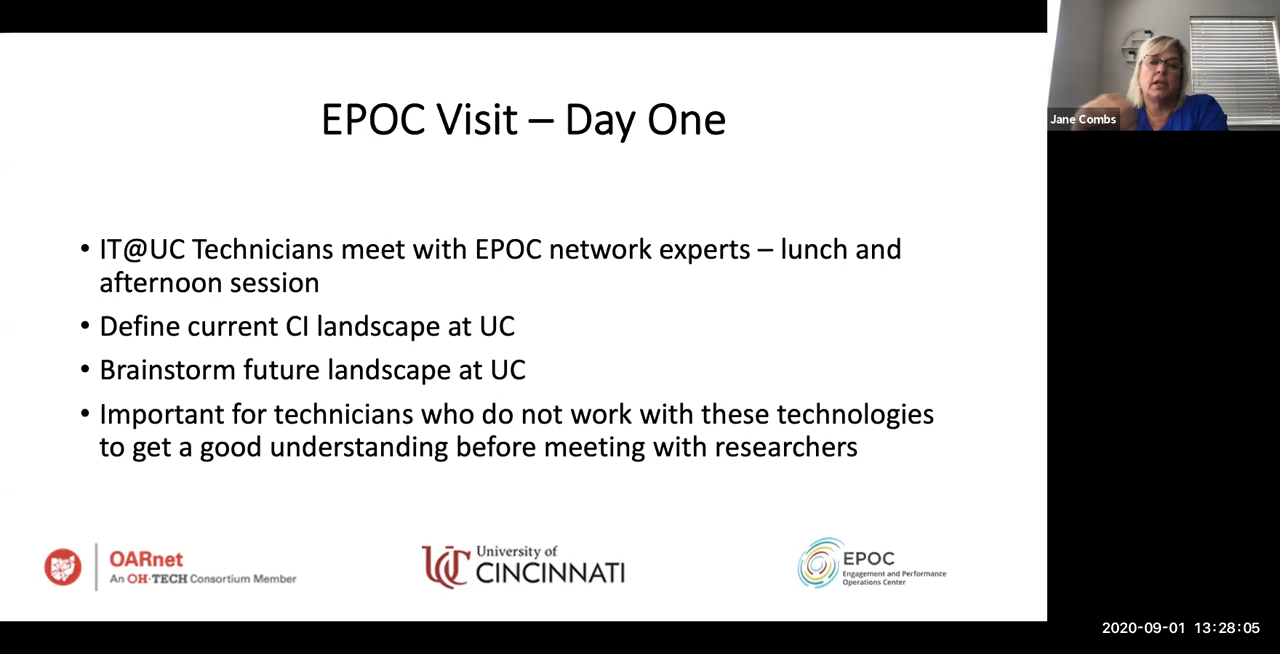 EPOC Visit – Day One
Jane Combs
• IT@UC Technicians meet with EPOC network experts – lunch and
afternoon session
• Define current CI landscape at UC
• Brainstorm future landscape at UC
• Important for technicians who do not work with these technologies
to get a good understanding before meeting with researchers
OARnet
An OH·TECH Consortium Member
UC
University of
CINCINNATI
EPOC
Engagement and Performance
Operations Center
2020-09-01 13:28:05